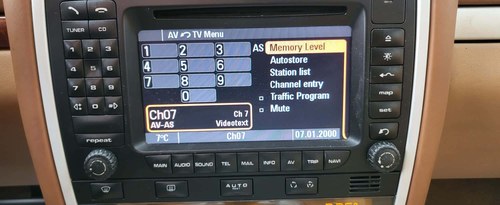 AV TV Menu
TUNER CD
1 2 3 AS Memory Level
Autostore
4 5 6 Station list
7 8 9 Channel entry
0 Traffic Program
Mute
Ch07 Ch 7
AV-AS Videotext
7°C Ch07 07.01.2000
map
set
repeat
MAIN AUDIO SOUND TEL MAIL INFO AV TRIP NAVI
AUTO